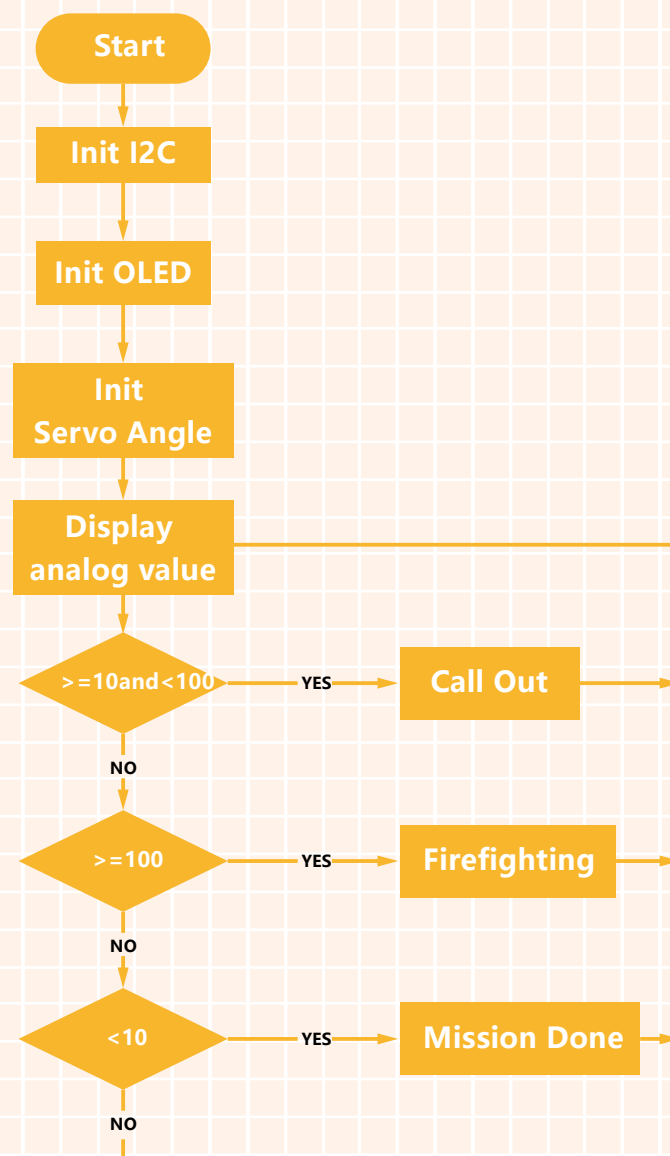 Start
Init I2C
Init OLED
Init
Servo Angle
Display
analog value
>=10and<100
YES
Call Out
NO
>=100
YES
Firefighting
NO
<10
YES
Mission Done
NO